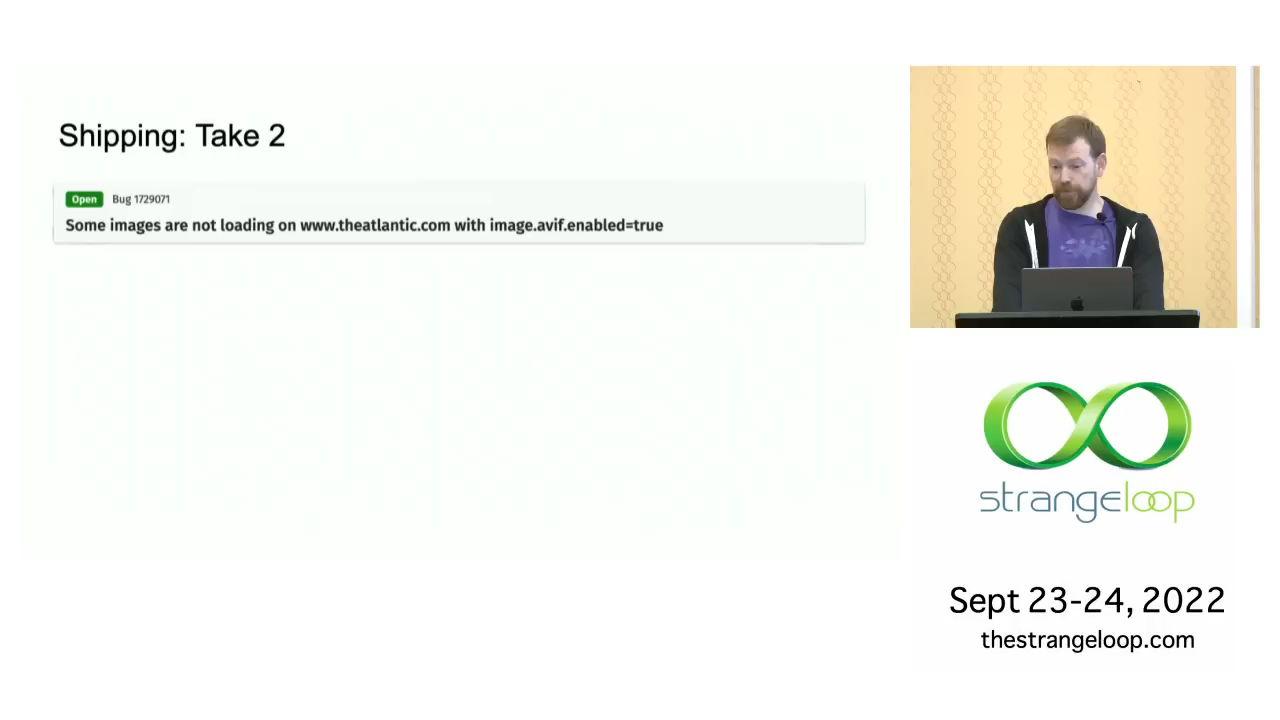 Shipping: Take 2
Open Bug 1729071
Some images are not loading on www.theatlantic.com with image.avif.enabled=true
strangeloop
Sept 23-24, 2022
thestrangeloop.com